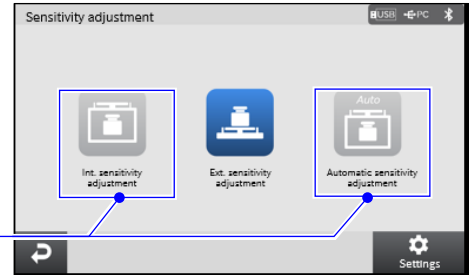 Sensitivity adjustment
USB PC
Auto
Int. sensitivity
adjustment
Ext. sensitivity
adjustment
Automatic sensitivity
adjustment
Settings